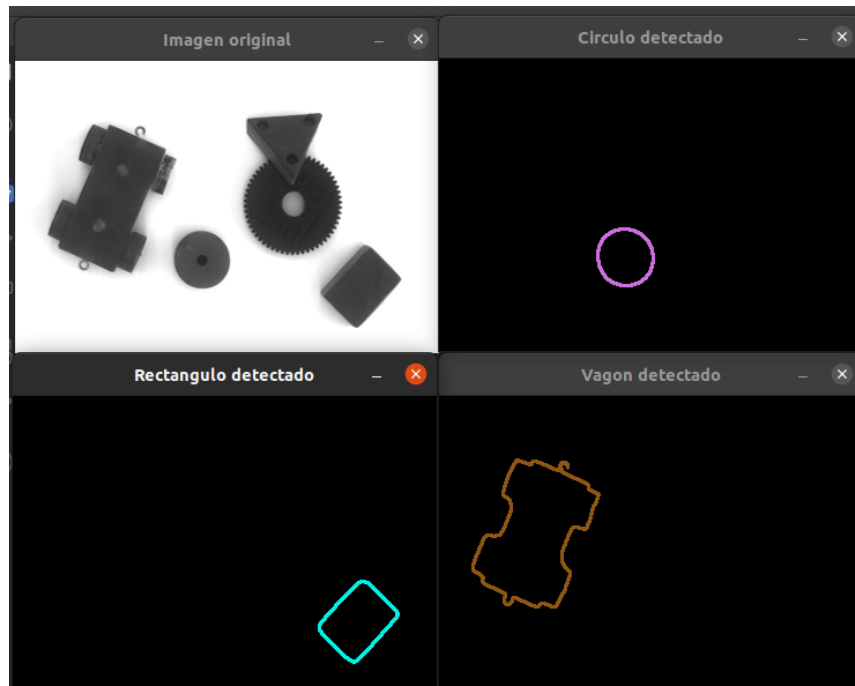 Imagen original
Circulo detectado
Rectangulo detectado
Vagon detectado